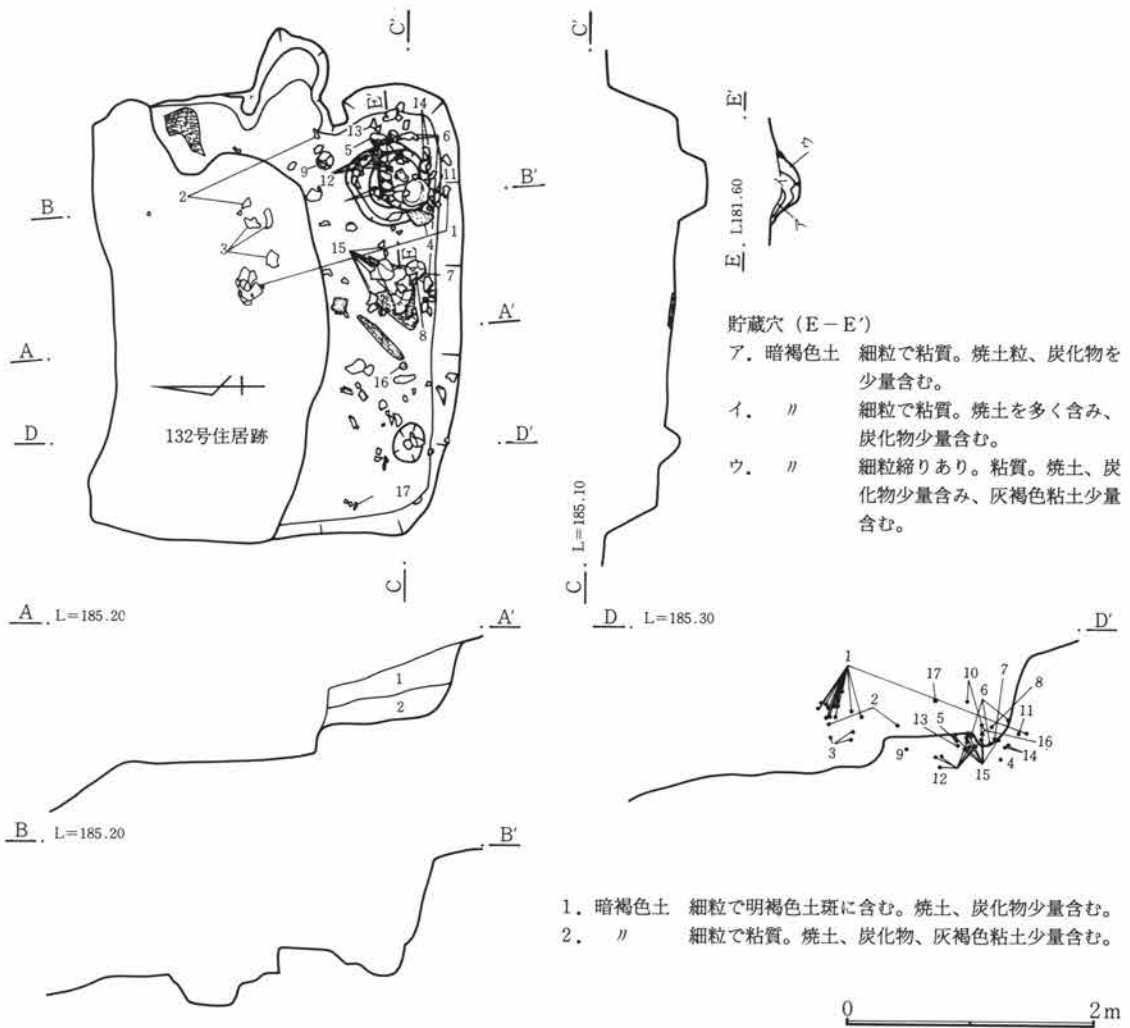 C'
E'
14
13
5
6
9
12
11
2
B
B'
4
1
3
15
E
7
A'
8
A
16
132号住居跡
D
D'
17
C
C'
E'
ウ
イ
ア
E L181.60
C L=185.10
貯蔵穴（E－E′）
ア．暗褐色土 細粒で粘質。焼土粒、炭化物を
少量含む。
イ． 〃 細粒で粘質。焼土を多く含み、
炭化物少量含む。
ウ． 〃 細粒締りあり。粘質。焼土、炭
化物少量含み、灰褐色粘土少量
含む。
A L=185.20
A'
1
2
B L=185.20
B'
D L=185.30
D'
1
17
10
7
6
8
2
13
5
11
3
9
16
14
12
15
4
1．暗褐色土 細粒で明褐色土斑に含む。焼土、炭化物少量含む。
2． 〃 細粒で粘質。焼土、炭化物、灰褐色粘土少量含む。
0
2m